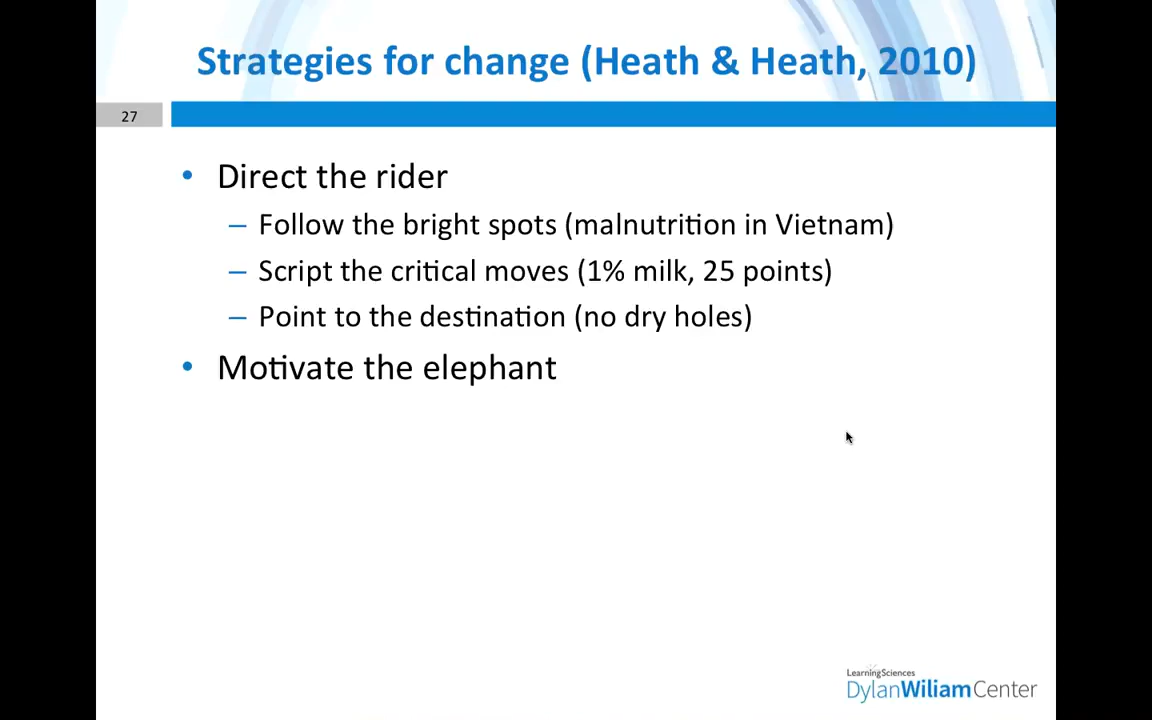 Strategies for change (Heath & Heath, 2010)
27
• Direct the rider
– Follow the bright spots (malnutrition in Vietnam)
– Script the critical moves (1% milk, 25 points)
– Point to the destination (no dry holes)
• Motivate the elephant
LearningSciences
DylanWiliamCenter